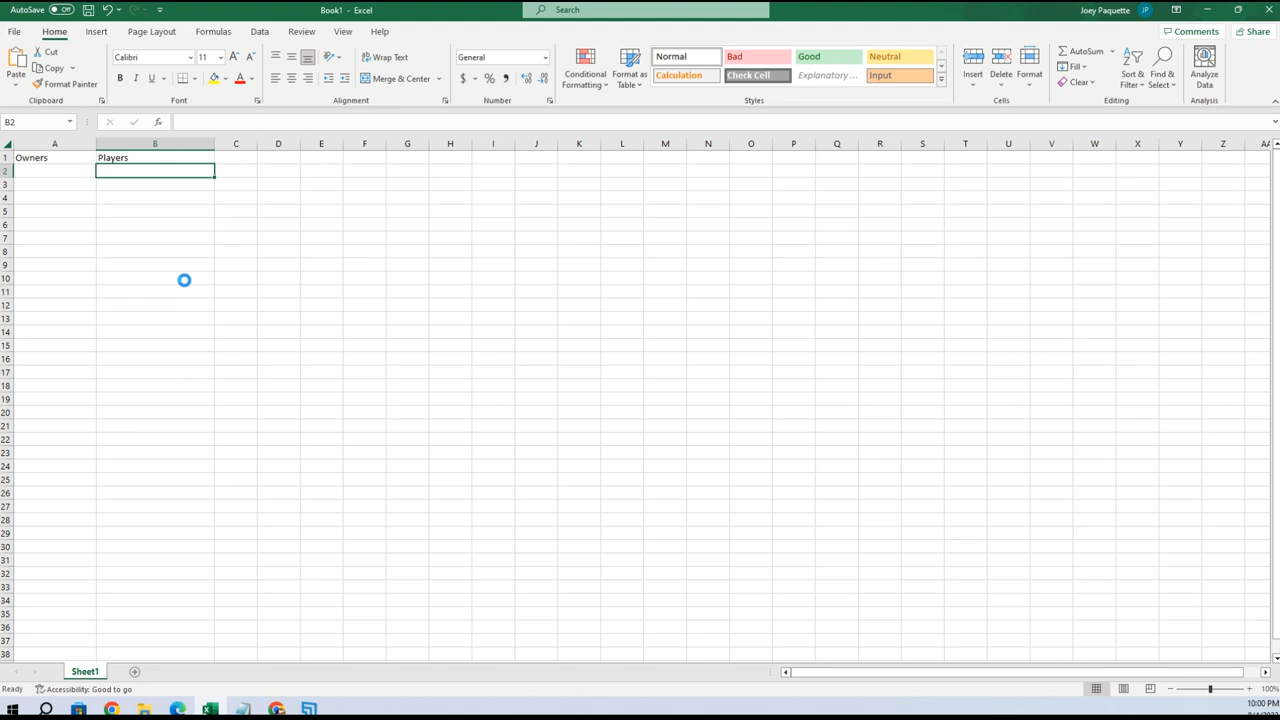 AutoSave Off Book1 - Excel Search Joey Paquette JP
File Home Insert Page Layout Formulas Data Review View Help Comments Share
Paste Cut Copy Format Painter Clipboard
Calibri 11 B I U Font
Wrap Text Merge & Center Alignment
General $ % , Number
Conditional Formatting Format as Table
Normal Bad Good Neutral
Calculation Check Cell Explanatory ... Input
Styles
Insert Delete Format Cells
AutoSum Fill Clear Sort & Filter Find & Select Editing
Analyze Data Analysis
B2 fx
A B C D E F G H I J K L M N O P Q R S T U V W X Y Z AA
1 Owners Players
2
3
4
5
6
7
8
9
10
11
12
13
14
15
16
17
18
19
20
21
22
23
24
25
26
27
28
29
30
31
32
33
34
35
36
37
38
Sheet1
Ready Accessibility: Good to go 100%
10:00 PM